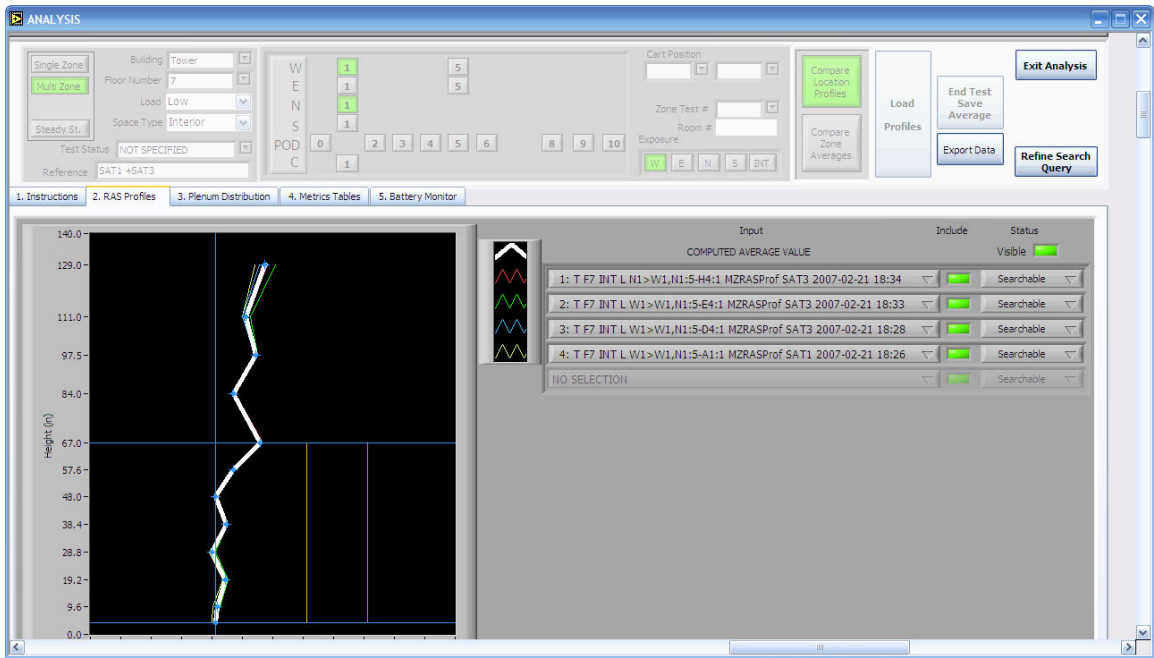 ANALYSIS
Single Zone
Multi Zone
Steady St.
Building Tower
Floor Number 7
Load Low
Space Type Interior
Test Status NOT SPECIFIED
Reference SAT1 +SAT3
W 1 5
E 1 5
N 1
S 1
POD 0 2 3 4 5 6 8 9 10
C 1
Cart Position
Zone Test #
Room #
Exposure
W E N S INT
Compare Location Profiles
Compare Zone Averages
Load Profiles
End Test Save Average
Export Data
Exit Analysis
Refine Search Query
1. Instructions 2. RAS Profiles 3. Plenum Distribution 4. Metrics Tables 5. Battery Monitor
Input Include Status
COMPUTED AVERAGE VALUE Visible
1: T F7 INT L N1>W1,N1:5-H4:1 MZRASProf SAT3 2007-02-21 18:34 Searchable
2: T F7 INT L W1>W1,N1:5-E4:1 MZRASProf SAT3 2007-02-21 18:33 Searchable
3: T F7 INT L W1>W1,N1:5-D4:1 MZRASProf SAT3 2007-02-21 18:28 Searchable
4: T F7 INT L W1>W1,N1:5-A1:1 MZRASProf SAT1 2007-02-21 18:26 Searchable
NO SELECTION Searchable
Height (in)
140.0
129.0
111.0
97.5
84.0
67.0
57.6
48.0
38.4
28.8
19.2
9.6
0.0